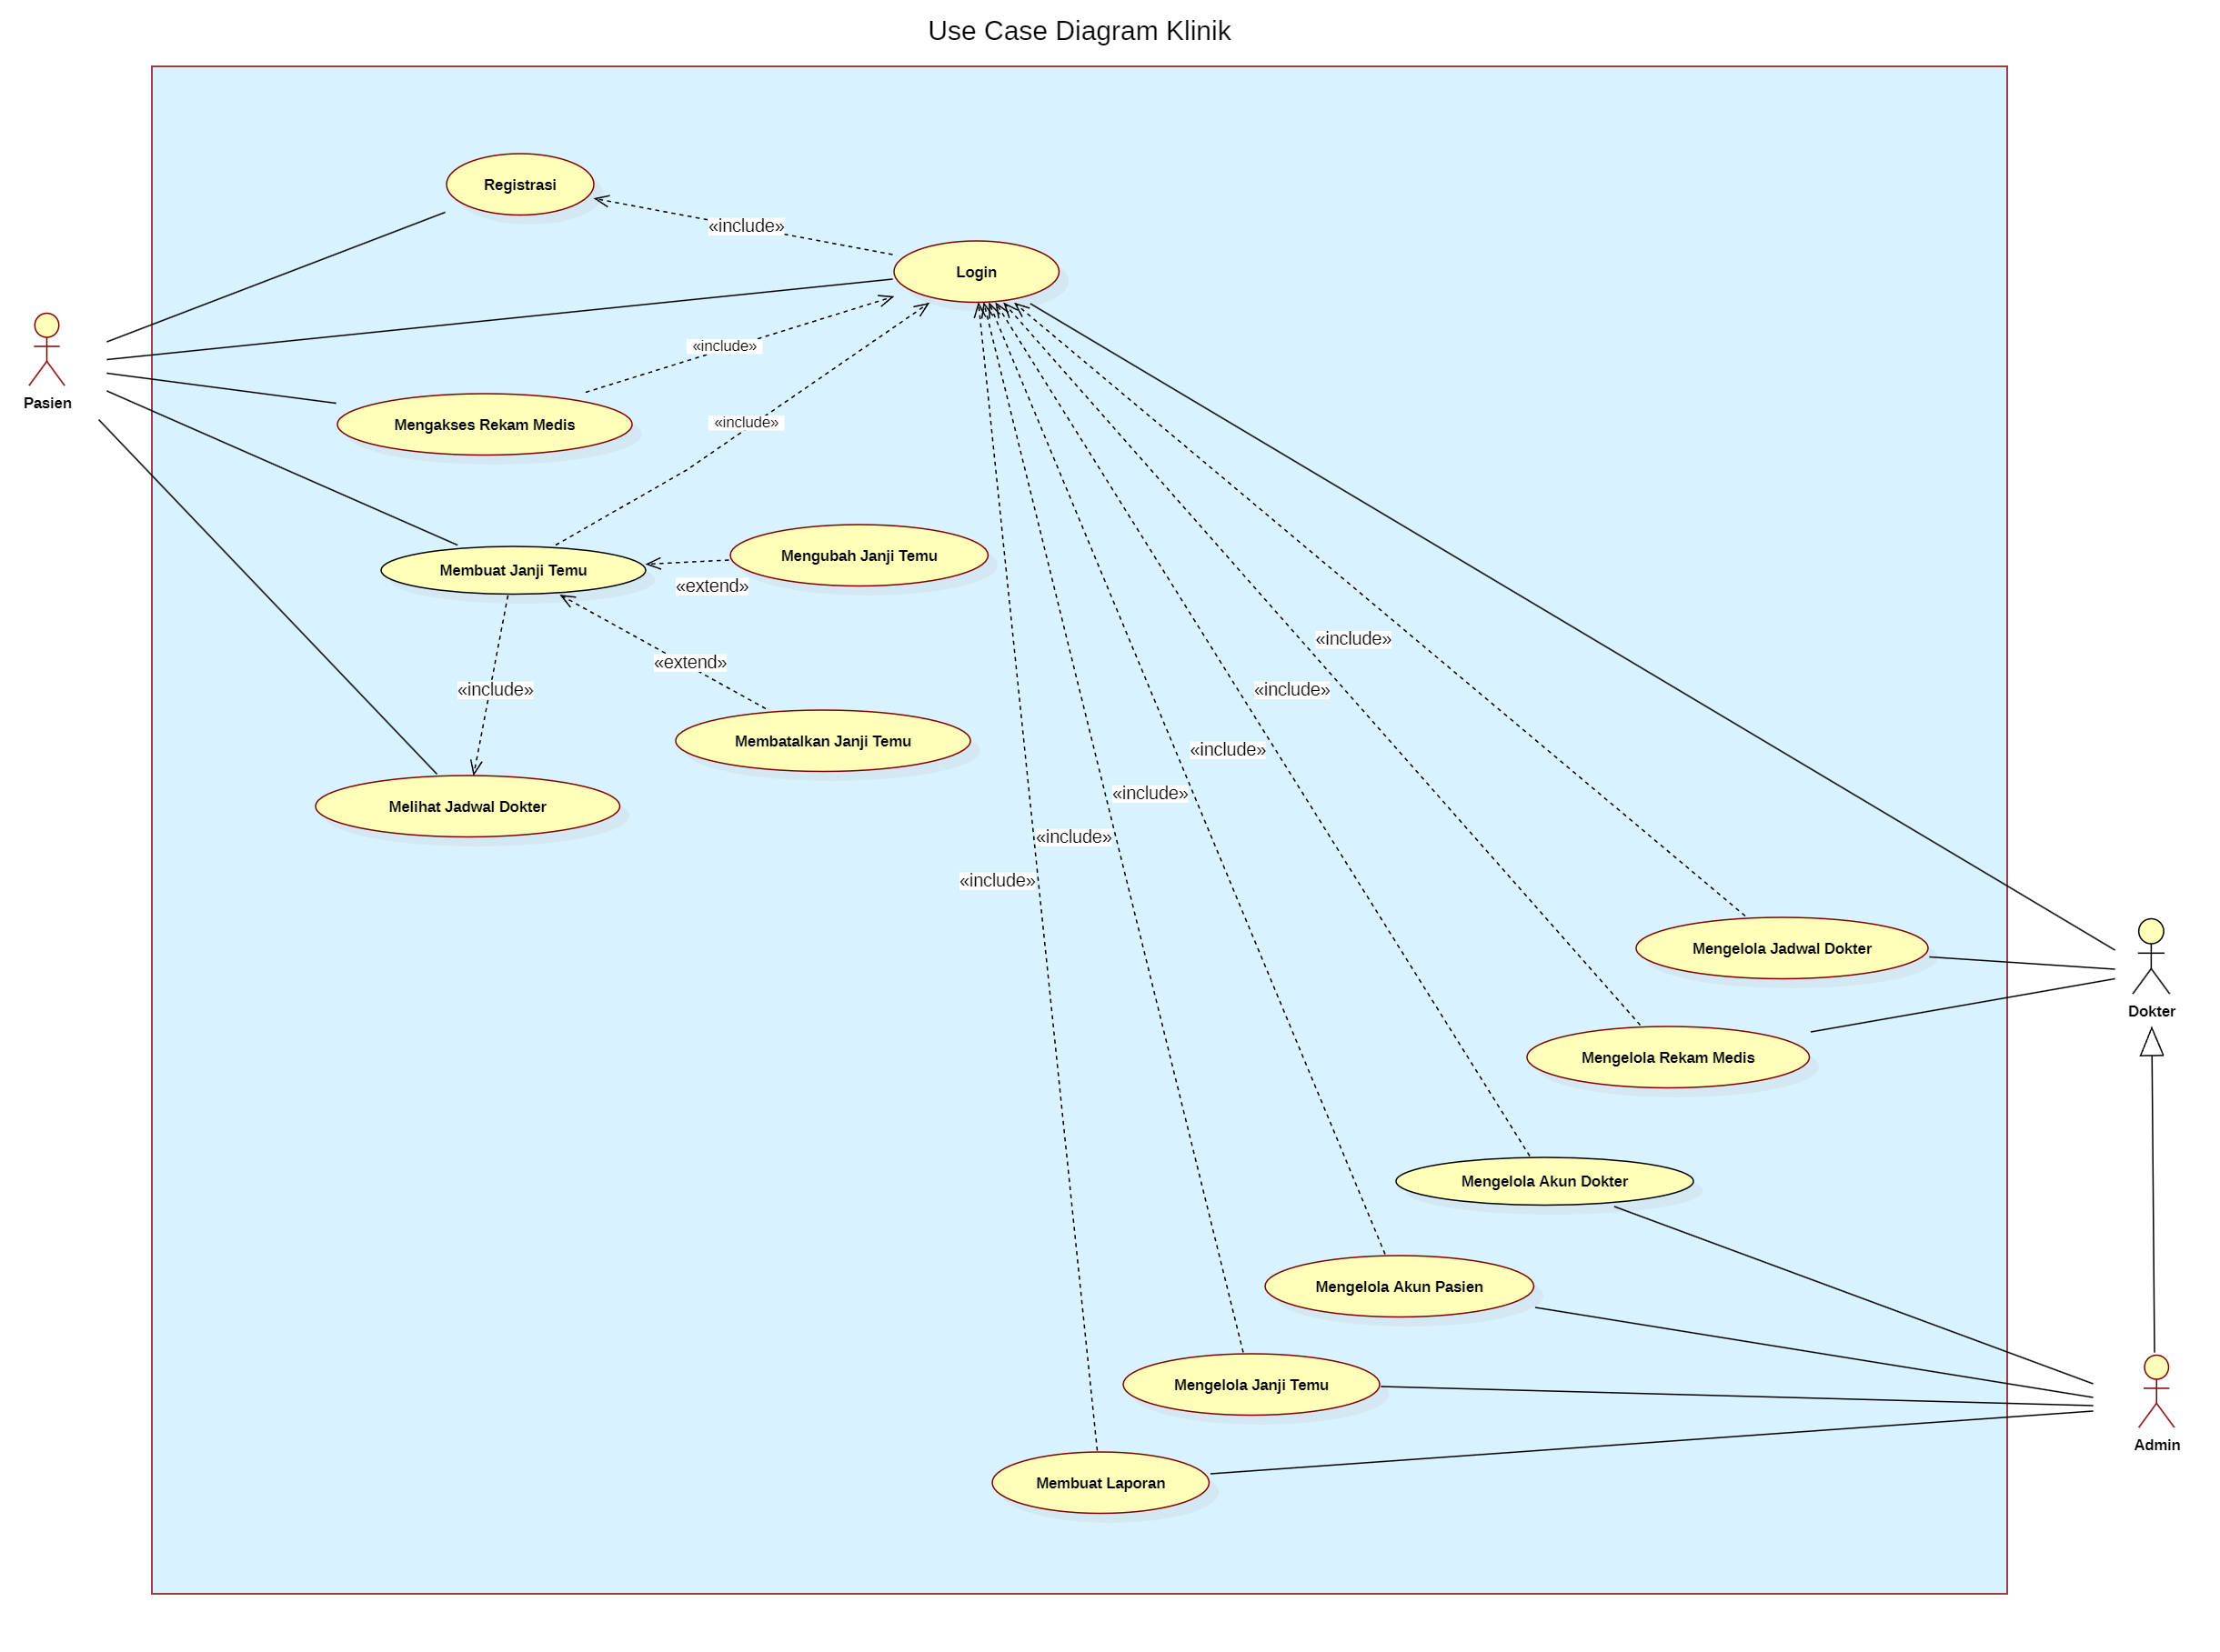 Use Case Diagram Klinik
Registrasi
«include»
Login
«include»
Pasien
Mengakses Rekam Medis
«include»
Mengubah Janji Temu
Membuat Janji Temu
«extend»
«include»
«extend»
«include»
«include»
Membatalkan Janji Temu
«include»
«include»
Melihat Jadwal Dokter
«include»
«include»
Mengelola Jadwal Dokter
Dokter
Mengelola Rekam Medis
Mengelola Akun Dokter
Mengelola Akun Pasien
Mengelola Janji Temu
Admin
Membuat Laporan